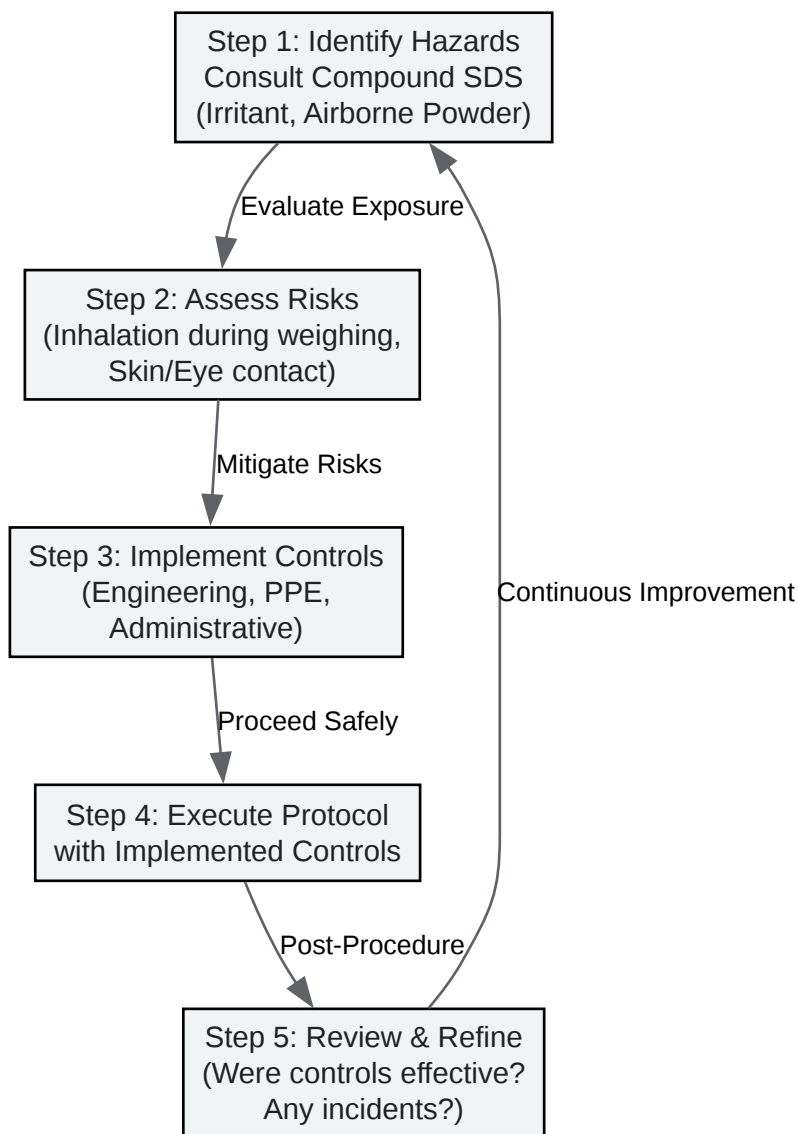 Step 1: Identify Hazards
Consult Compound SDS
(Irritant, Airborne Powder)
Evaluate Exposure
Step 2: Assess Risks
(Inhalation during weighing,
Skin/Eye contact)
Mitigate Risks
Step 3: Implement Controls
(Engineering, PPE,
Administrative)
Continuous Improvement
Proceed Safely
Step 4: Execute Protocol
with Implemented Controls
Post-Procedure
Step 5: Review & Refine
(Were controls effective?
Any incidents?)